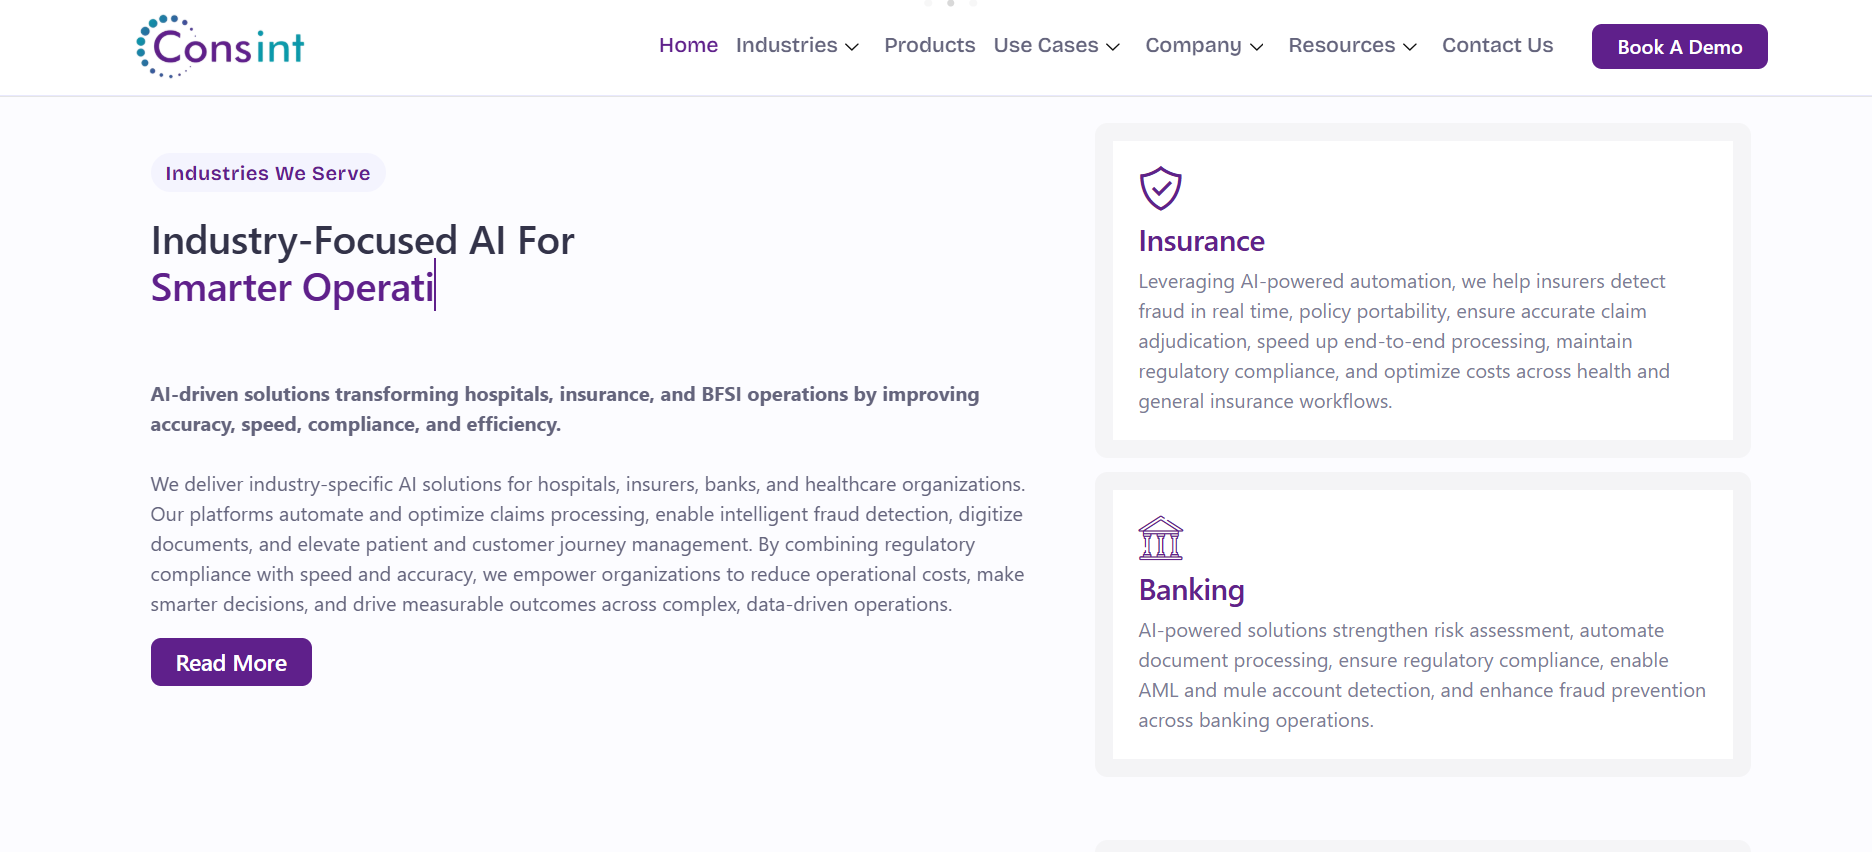 Consint
Home Industries Products Use Cases Company Resources Contact Us Book A Demo
Industries We Serve
Industry-Focused AI For
Smarter Operati
AI-driven solutions transforming hospitals, insurance, and BFSI operations by improving
accuracy, speed, compliance, and efficiency.
We deliver industry-specific AI solutions for hospitals, insurers, banks, and healthcare organizations.
Our platforms automate and optimize claims processing, enable intelligent fraud detection, digitize
documents, and elevate patient and customer journey management. By combining regulatory
compliance with speed and accuracy, we empower organizations to reduce operational costs, make
smarter decisions, and drive measurable outcomes across complex, data-driven operations.
Read More
Insurance
Leveraging AI-powered automation, we help insurers detect
fraud in real time, policy portability, ensure accurate claim
adjudication, speed up end-to-end processing, maintain
regulatory compliance, and optimize costs across health and
general insurance workflows.
Banking
AI-powered solutions strengthen risk assessment, automate
document processing, ensure regulatory compliance, enable
AML and mule account detection, and enhance fraud prevention
across banking operations.